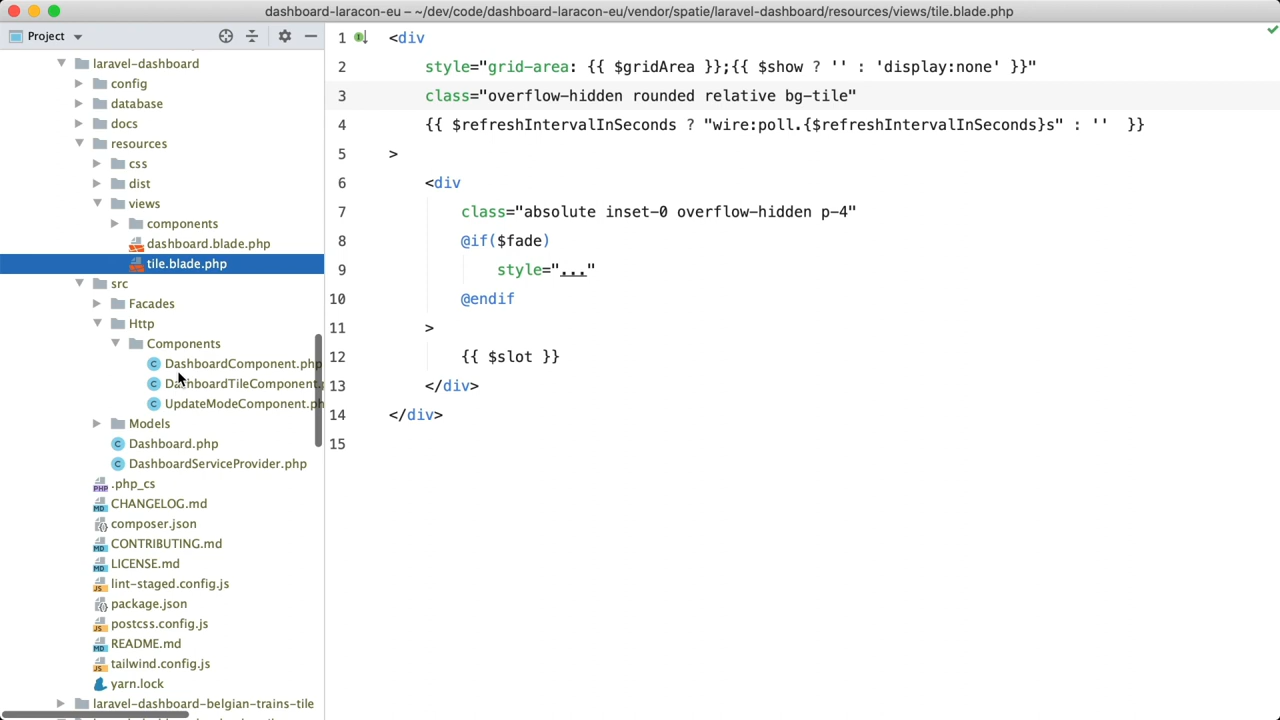 dashboard-laracon-eu – ~/dev/code/dashboard-laracon-eu/vendor/spatie/laravel-dashboard/resources/views/tile.blade.php
Project
laravel-dashboard
config
database
docs
resources
css
dist
views
components
dashboard.blade.php
tile.blade.php
src
Facades
Http
Components
DashboardComponent.php
DashboardTileComponent.p
UpdateModeComponent.ph
Models
Dashboard.php
DashboardServiceProvider.php
.php_cs
CHANGELOG.md
composer.json
CONTRIBUTING.md
LICENSE.md
lint-staged.config.js
package.json
postcss.config.js
README.md
tailwind.config.js
yarn.lock
laravel-dashboard-belgian-trains-tile
1 <div
2 style="grid-area: {{ $gridArea }};{{ $show ? '' : 'display:none' }}"
3 class="overflow-hidden rounded relative bg-tile"
4 {{ $refreshIntervalInSeconds ? "wire:poll.{$refreshIntervalInSeconds}s" : '' }}
5 >
6 <div
7 class="absolute inset-0 overflow-hidden p-4"
8 @if($fade)
9 style="..."
10 @endif
11 >
12 {{ $slot }}
13 </div>
14 </div>
15